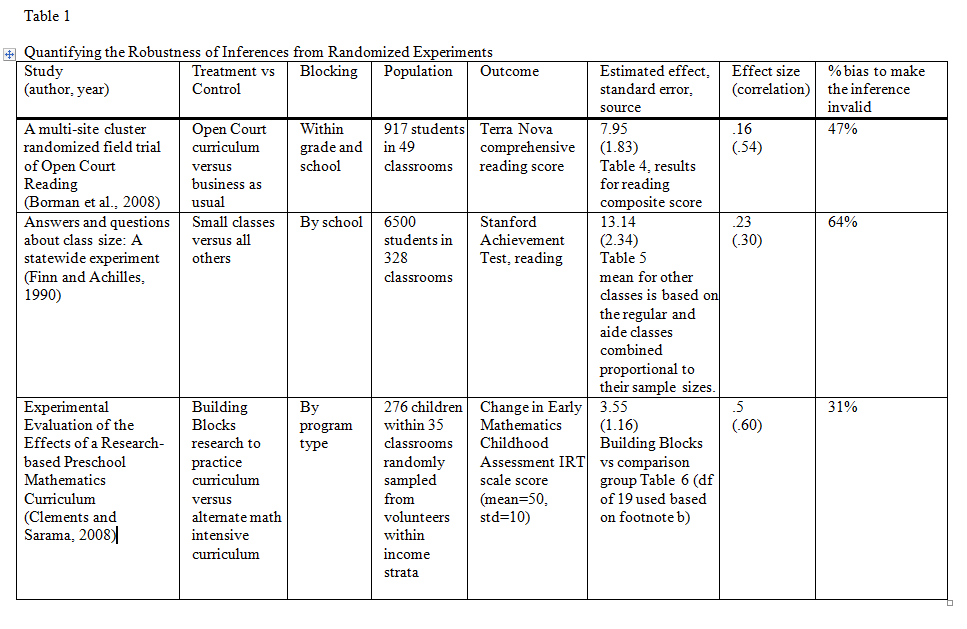 Table 1
Quantifying the Robustness of Inferences from Randomized Experiments
Study
(author, year)
Treatment vs
Control
Blocking
Population
Outcome
Estimated effect,
standard error,
source
Effect size
(correlation)
% bias to make
the inference
invalid
A multi-site cluster
randomized field trial
of Open Court
Reading
(Borman et al., 2008)
Open Court
curriculum
versus
business as
usual
Within
grade and
school
917 students
in 49
classrooms
Terra Nova
comprehensive
reading score
7.95
(1.83)
Table 4, results
for reading
composite score
.16
(.54)
47%
Answers and questions
about class size: A
statewide experiment
(Finn and Achilles,
1990)
Small classes
versus all
others
By school
6500
students in
328
classrooms
Stanford
Achievement
Test, reading
13.14
(2.34)
Table 5
mean for other
classes is based on
the regular and
aide classes
combined
proportional to
their sample sizes.
.23
(.30)
64%
Experimental
Evaluation of the
Effects of a Research-
based Preschool
Mathematics
Curriculum
(Clements and
Sarama, 2008)
Building
Blocks
research to
practice
curriculum
versus
alternate math
intensive
curriculum
By
program
type
276 children
within 35
classrooms
randomly
sampled
from
volunteers
within
income
strata
Change in Early
Mathematics
Childhood
Assessment IRT
scale score
(mean=50,
std=10)
3.55
(1.16)
Building Blocks
vs comparison
group Table 6 (df
of 19 used based
on footnote b)
.5
(.60)
31%